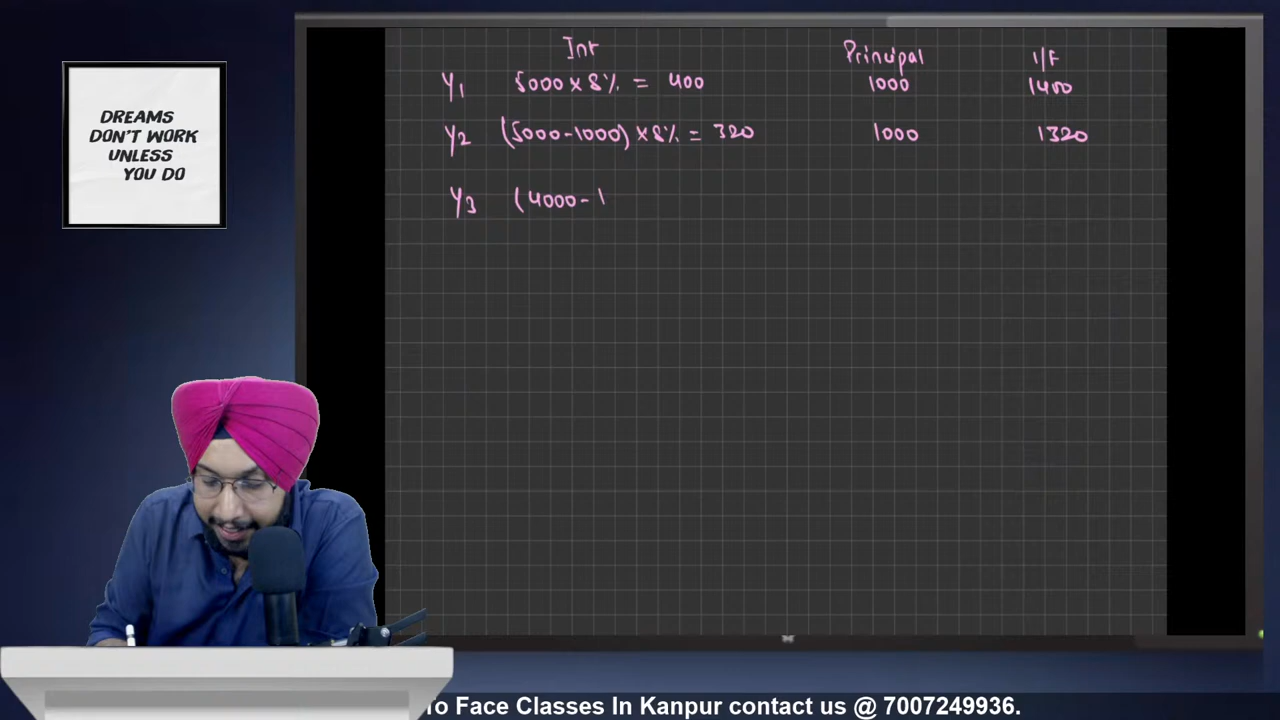 DREAMS
DON'T WORK
UNLESS
YOU DO
Int Principal I/F
Y1 5000 x 8% = 400 1000 1400
Y2 (5000-1000) x 8% = 320 1000 1320
Y3 (4000-1
To Face Classes In Kanpur contact us @ 7007249936.